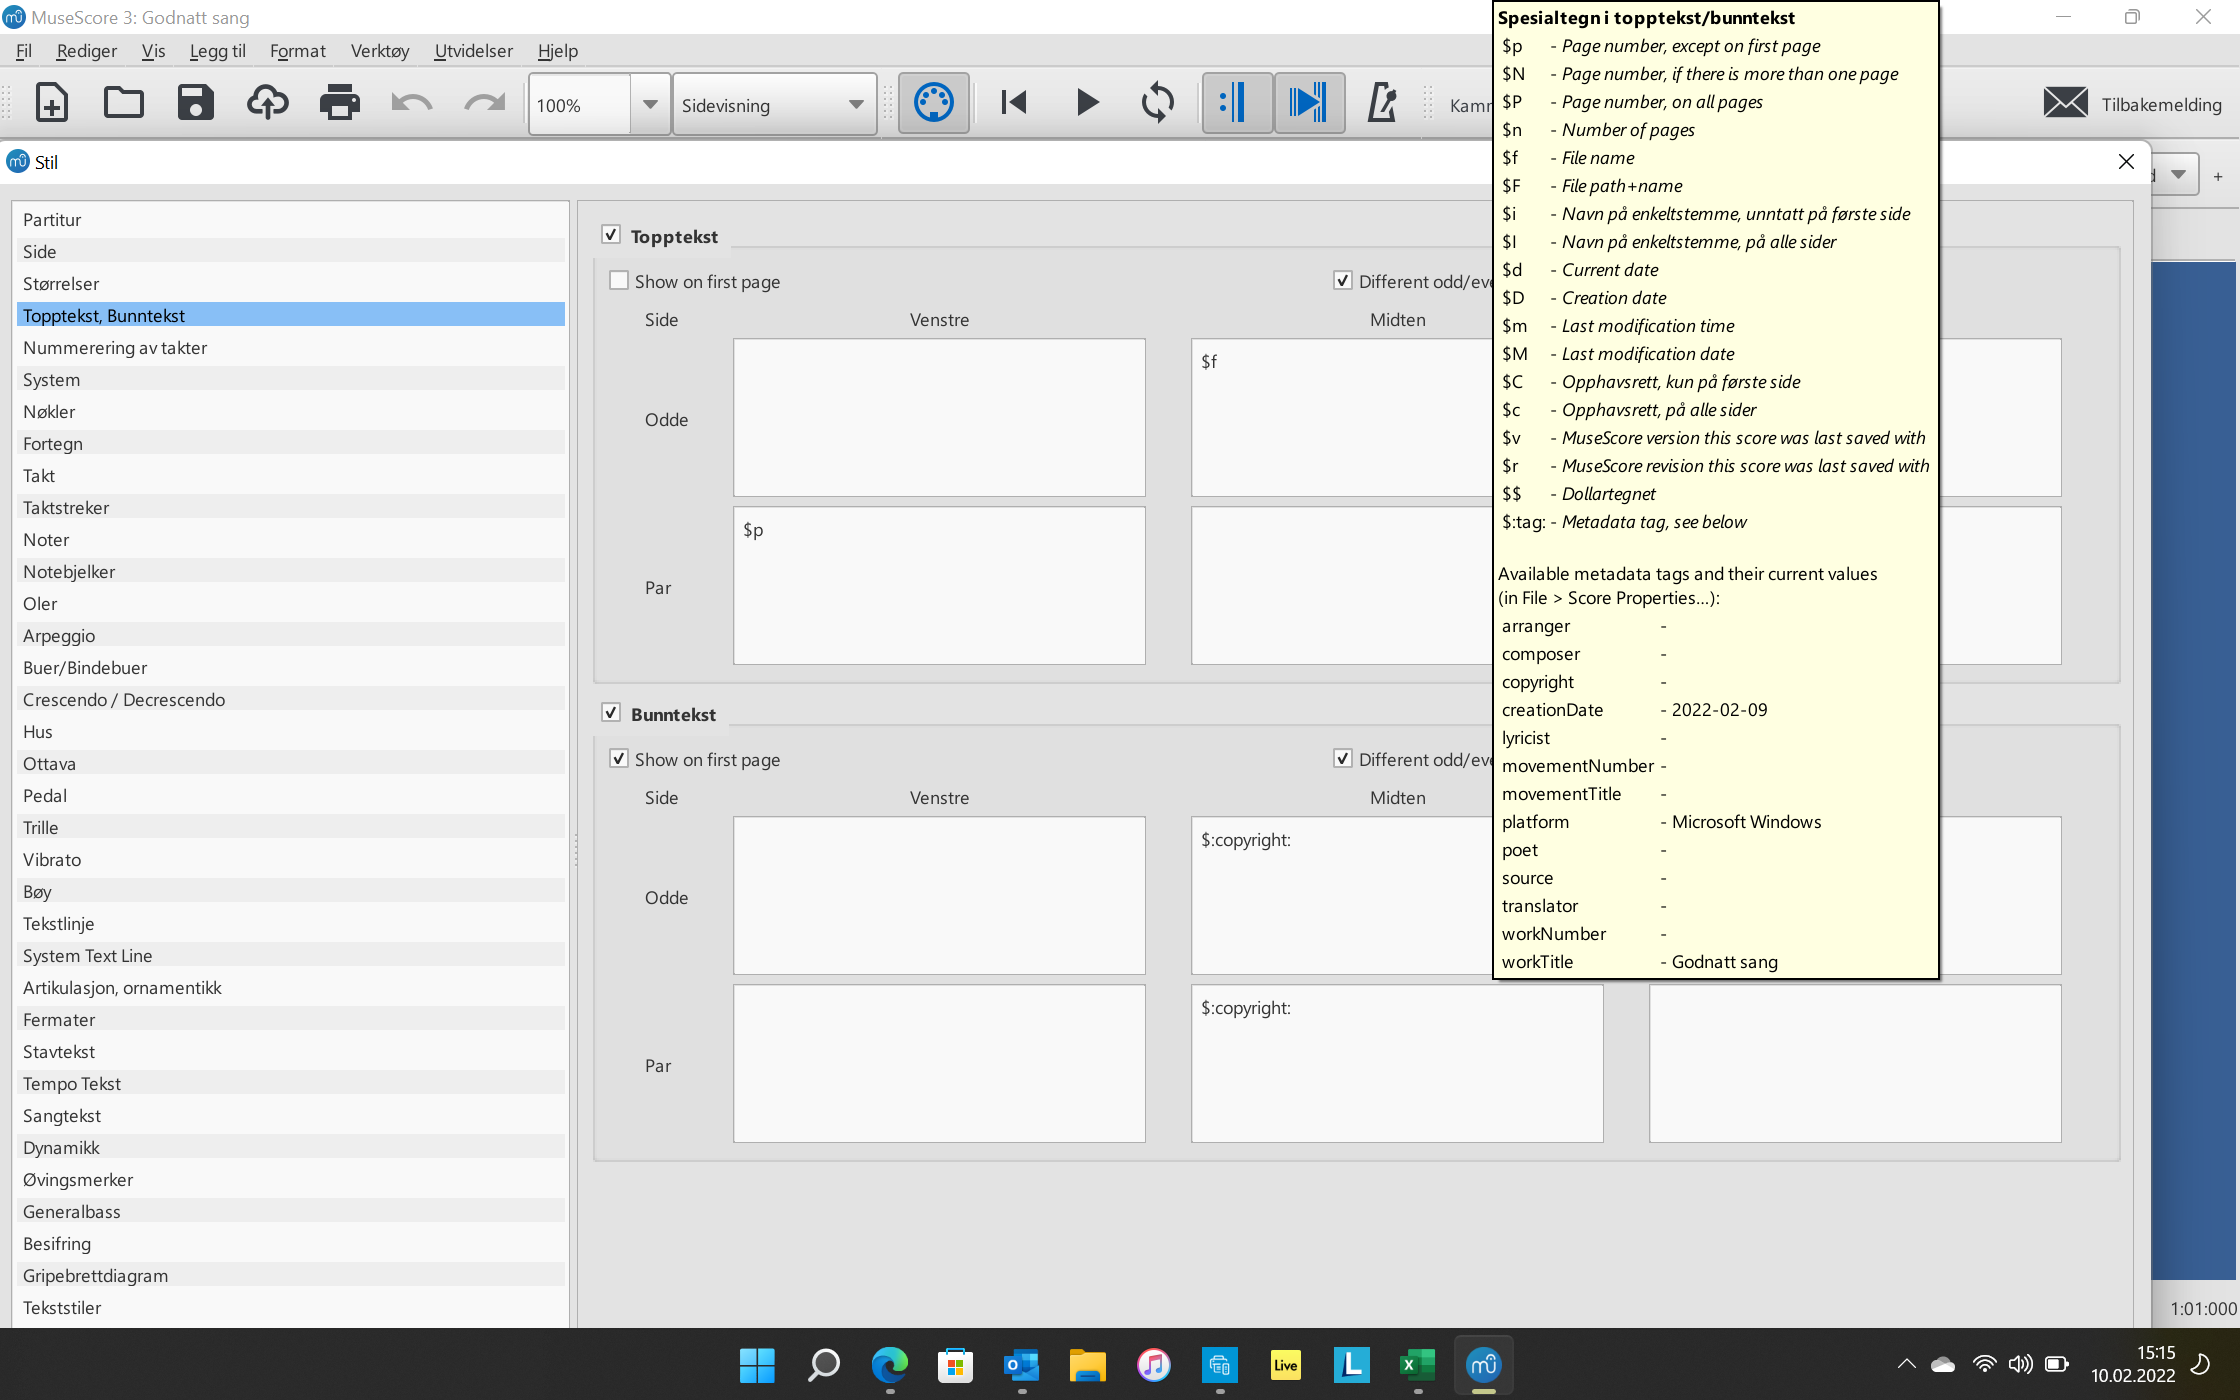 MuseScore 3: Godnatt sang
Fil Rediger Vis Legg til Format Verktøy Utvidelser Hjelp
100% Sidevisning Tilbakemelding
Stil
Partitur
Side
Størrelser
Topptekst, Bunntekst
Nummerering av takter
System
Nøkler
Fortegn
Takt
Taktstreker
Noter
Notebjelker
Oler
Arpeggio
Buer/Bindebuer
Crescendo / Decrescendo
Hus
Ottava
Pedal
Trille
Vibrato
Bøy
Tekstlinje
System Text Line
Artikulasjon, ornamentikk
Fermater
Stavtekst
Tempo Tekst
Sangtekst
Dynamikk
Øvingsmerker
Generalbass
Besifring
Gripebrettdiagram
Tekststiler
Topptekst
Show on first page Different
Side Venstre Midten
Odde $f
Par $p
Bunntekst
Show on first page Different
Side Venstre Midten
Odde $:copyright:
Par $:copyright:
Spesialtegn i topptekst/bunntekst
$p - Page number, except on first page
$N - Page number, if there is more than one page
$P - Page number, on all pages
$n - Number of pages
$f - File name
$F - File path+name
$i - Navn på enkeltstemme, unntatt på første side
$I - Navn på enkeltstemme, på alle sider
$d - Current date
$D - Creation date
$m - Last modification time
$M - Last modification date
$C - Opphavsrett, kun på første side
$c - Opphavsrett, på alle sider
$v - MuseScore version this score was last saved with
$r - MuseScore revision this score was last saved with
$$ - Dollartegnet
$:tag: - Metadata tag, see below
Available metadata tags and their current values
(in File > Score Properties...):
arranger -
composer -
copyright -
creationDate - 2022-02-09
lyricist -
movementNumber -
movementTitle -
platform - Microsoft Windows
poet -
source -
translator -
workNumber -
workTitle - Godnatt sang
1:01:000
Live
15:15
10.02.2022